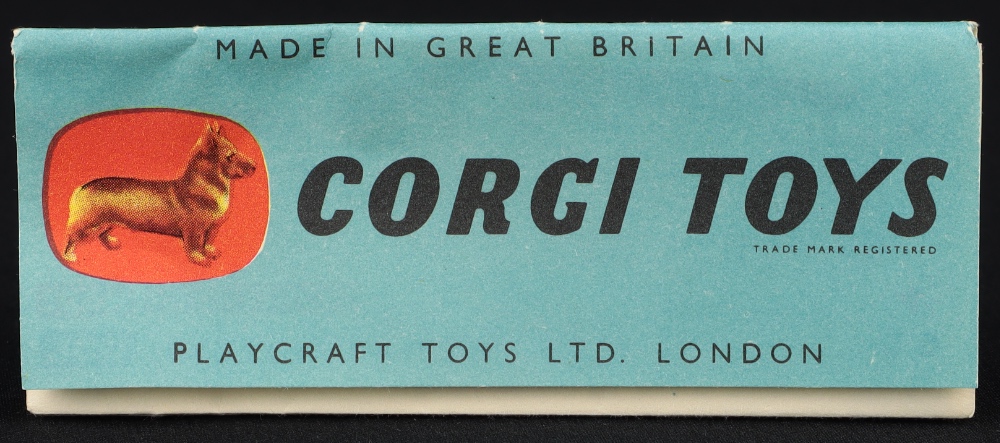 MADE IN GREAT BRITAIN
CORGI TOYS
TRADE MARK REGISTERED
PLAYCRAFT TOYS LTD. LONDON